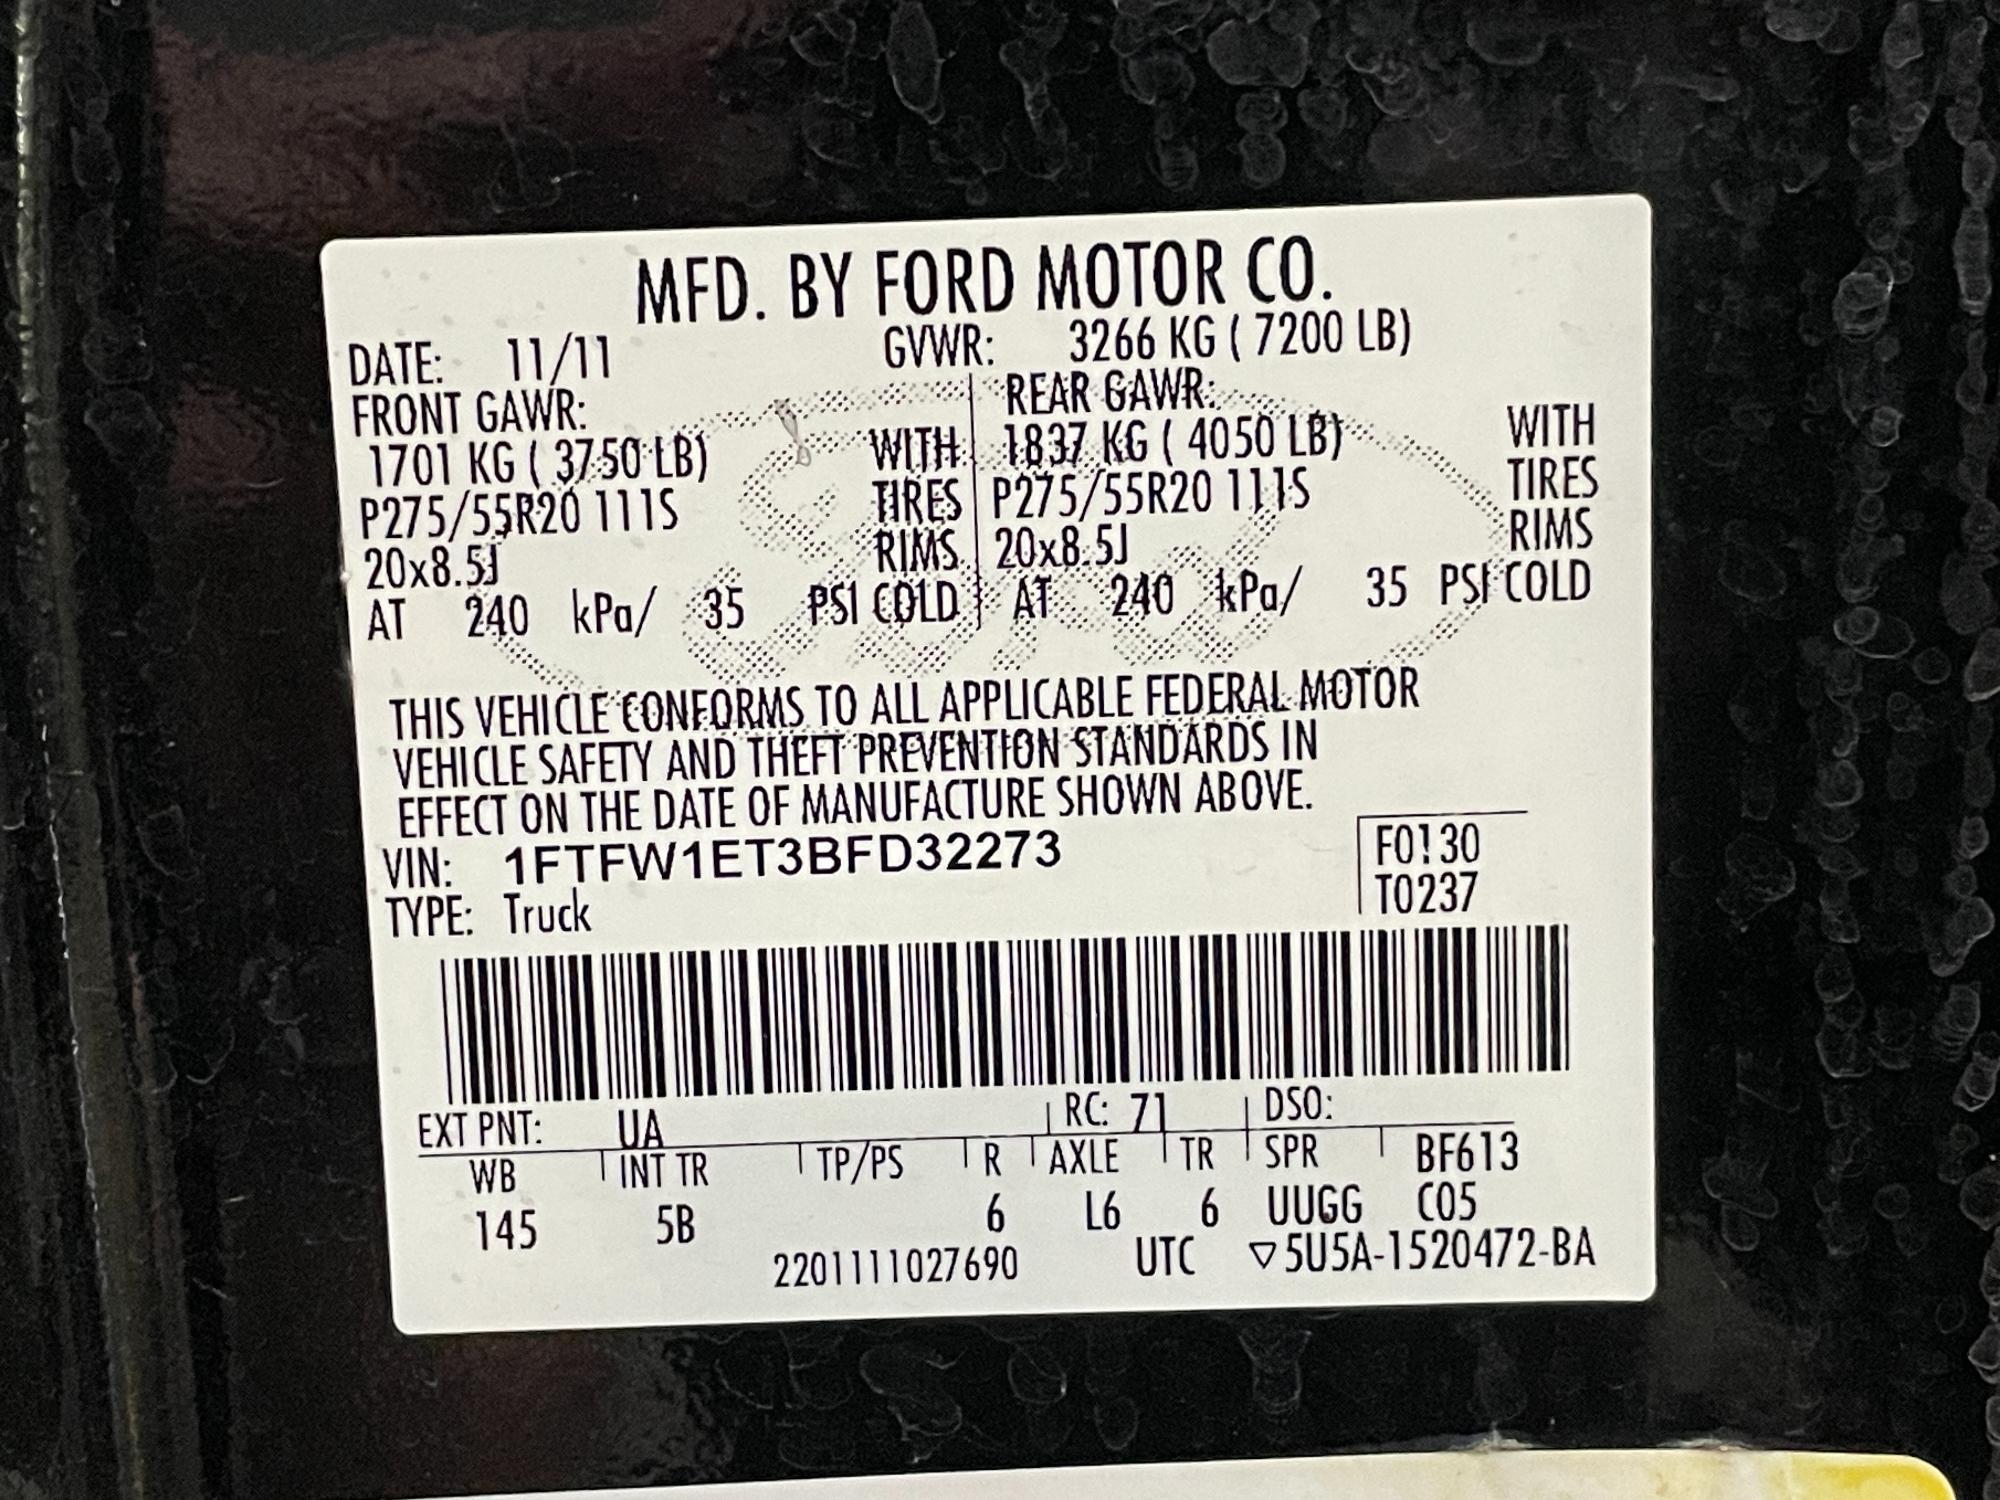 MFD. BY FORD MOTOR CO.
DATE: 11/11 GVWR: 3266 KG ( 7200 LB)
FRONT GAWR: REAR GAWR:
1701 KG ( 3750 LB) WITH 1837 KG ( 4050 LB) WITH
P275/55R20 111S TIRES P275/55R20 111S TIRES
20x8.5J RIMS 20x8.5J RIMS
AT 240 kPa/ 35 PSI COLD AT 240 kPa/ 35 PSI COLD
THIS VEHICLE CONFORMS TO ALL APPLICABLE FEDERAL MOTOR
VEHICLE SAFETY AND THEFT PREVENTION STANDARDS IN
EFFECT ON THE DATE OF MANUFACTURE SHOWN ABOVE.
VIN: 1FTFW1ET3BFD32273 F0130
TYPE: Truck T0237
EXT PNT: UA RC: 71 DSO:
WB INT TR TP/PS R AXLE TR SPR BF613
145 5B 6 L6 6 UUGG C05
2201111027690 UTC ▽5U5A-1520472-BA